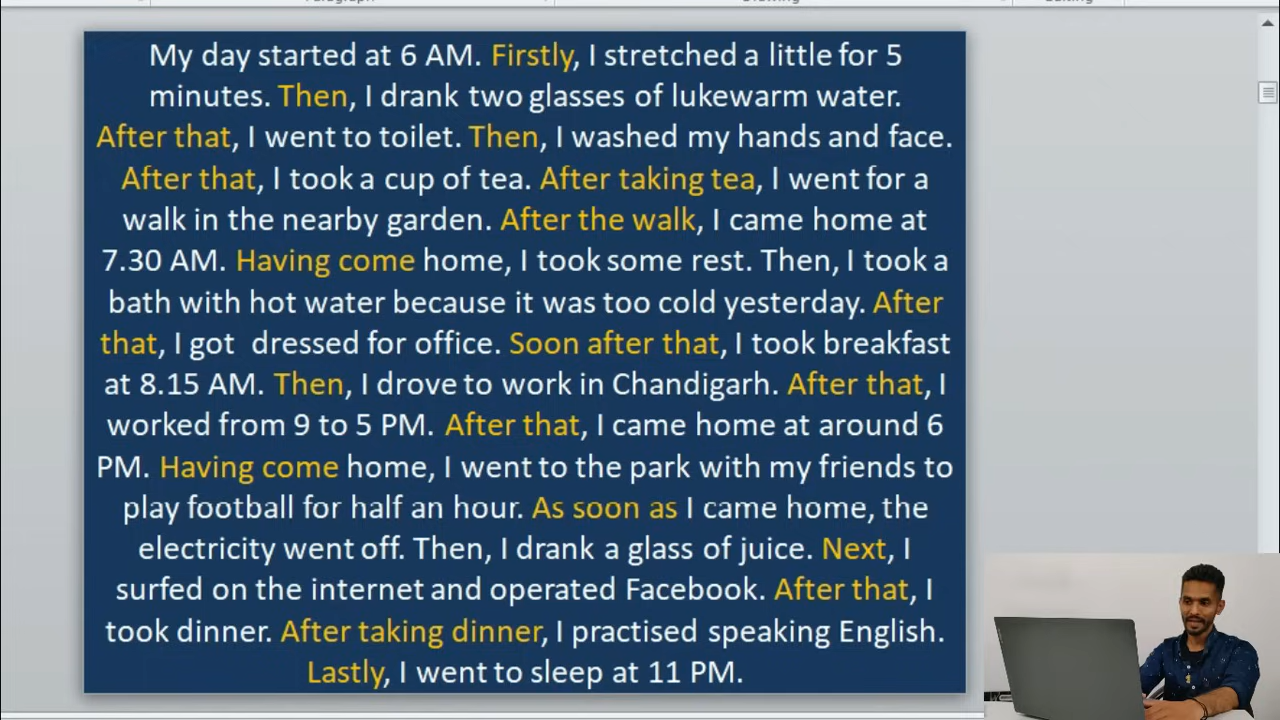 My day started at 6 AM. Firstly, I stretched a little for 5
minutes. Then, I drank two glasses of lukewarm water.
After that, I went to toilet. Then, I washed my hands and face.
After that, I took a cup of tea. After taking tea, I went for a
walk in the nearby garden. After the walk, I came home at
7.30 AM. Having come home, I took some rest. Then, I took a
bath with hot water because it was too cold yesterday. After
that, I got dressed for office. Soon after that, I took breakfast
at 8.15 AM. Then, I drove to work in Chandigarh. After that, I
worked from 9 to 5 PM. After that, I came home at around 6
PM. Having come home, I went to the park with my friends to
play football for half an hour. As soon as I came home, the
electricity went off. Then, I drank a glass of juice. Next, I
surfed on the internet and operated Facebook. After that, I
took dinner. After taking dinner, I practised speaking English.
Lastly, I went to sleep at 11 PM.